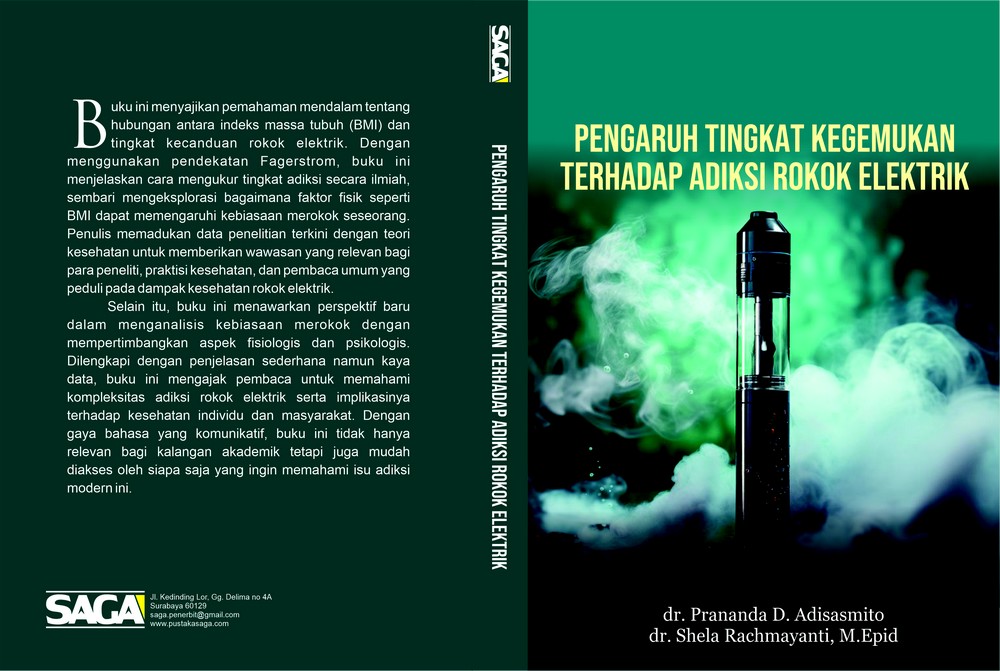 Buku ini menyajikan pemahaman mendalam tentang
hubungan antara indeks massa tubuh (BMI) dan
tingkat kecanduan rokok elektrik. Dengan
menggunakan pendekatan Fagerstrom, buku ini
menjelaskan cara mengukur tingkat adiksi secara ilmiah,
sembari mengeksplorasi bagaimana faktor fisik seperti
BMI dapat memengaruhi kebiasaan merokok seseorang.
Penulis memadukan data penelitian terkini dengan teori
kesehatan untuk memberikan wawasan yang relevan bagi
para peneliti, praktisi kesehatan, dan pembaca umum yang
peduli pada dampak kesehatan rokok elektrik.
Selain itu, buku ini menawarkan perspektif baru
dalam menganalisis kebiasaan merokok dengan
mempertimbangkan aspek fisiologis dan psikologis.
Dilengkapi dengan penjelasan sederhana namun kaya
data, buku ini mengajak pembaca untuk memahami
kompleksitas adiksi rokok elektrik serta implikasinya
terhadap kesehatan individu dan masyarakat. Dengan
gaya bahasa yang komunikatif, buku ini tidak hanya
relevan bagi kalangan akademik tetapi juga mudah
diakses oleh siapa saja yang ingin memahami isu adiksi
modern ini.
SAGA
Jl. Kedinding Lor, Gg. Delima no 4A
Surabaya 60129
saga.penerbit@gmail.com
www.pustakasaga.com
SAGA
PENGARUH TINGKAT KEGEMUKAN TERHADAP ADIKSI ROKOK ELEKTRIK
PENGARUH TINGKAT KEGEMUKAN
TERHADAP ADIKSI ROKOK ELEKTRIK
dr. Prananda D. Adisasmito
dr. Shela Rachmayanti, M.Epid